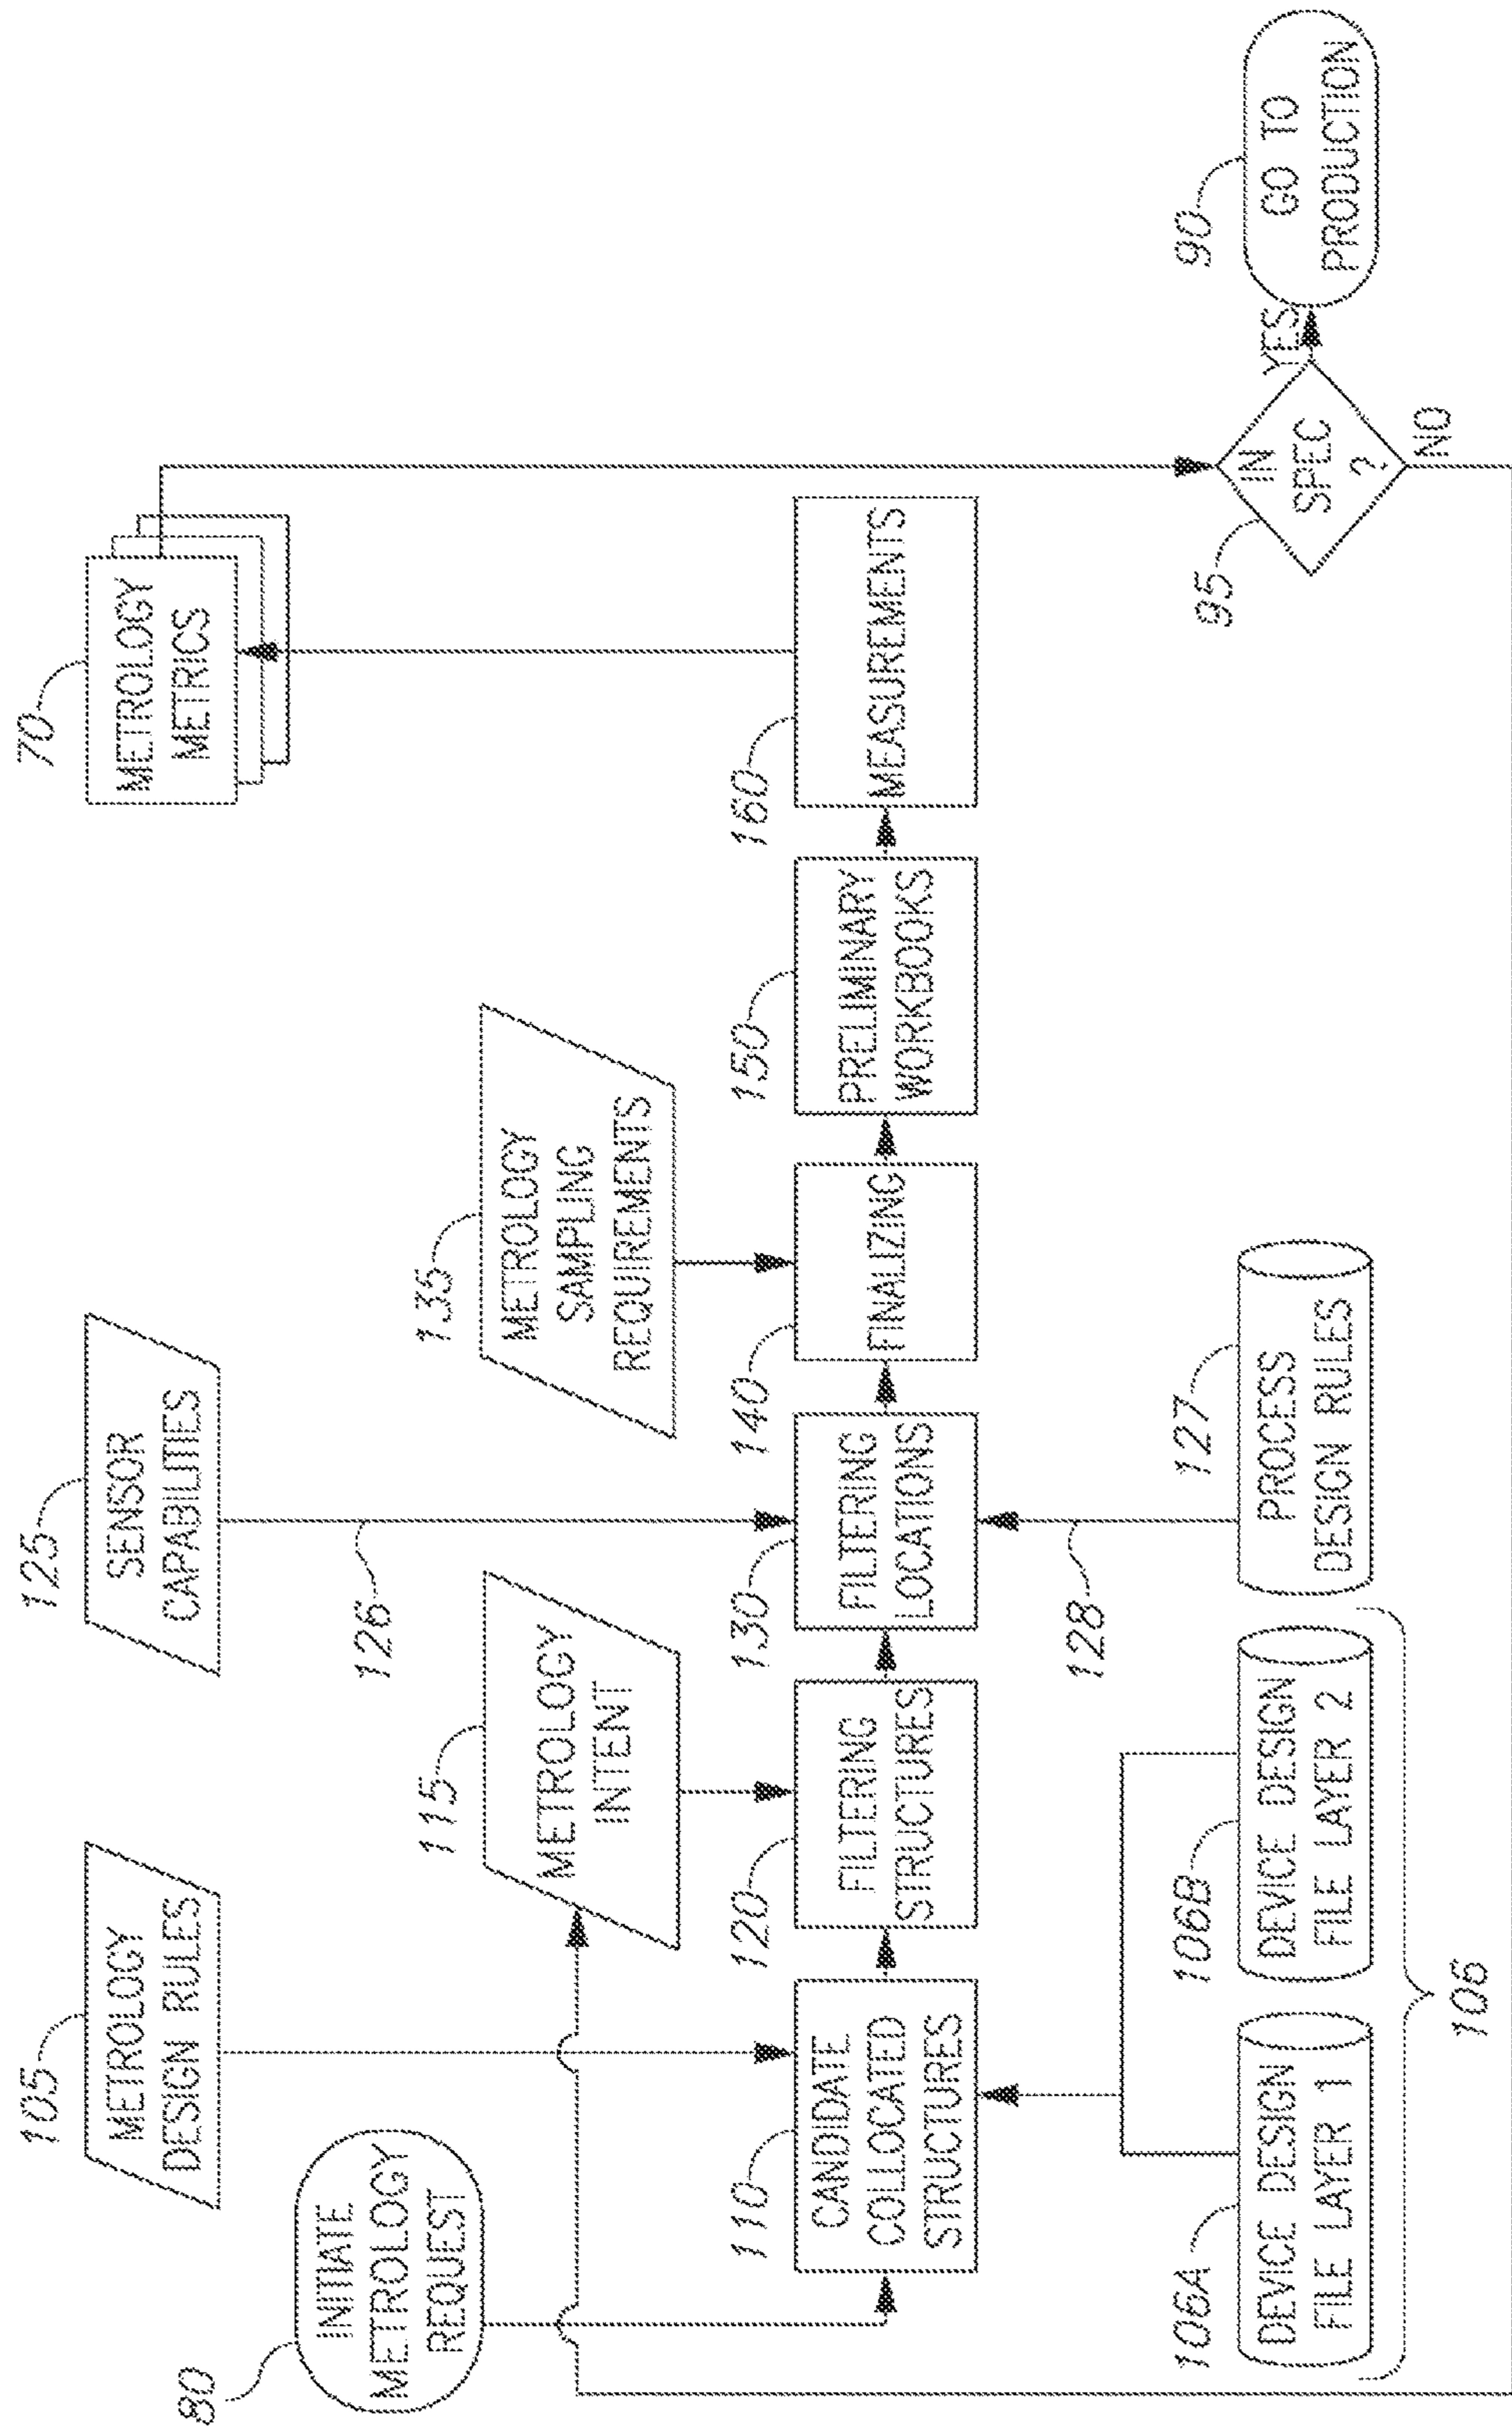 80
INITIATE
METROLOGY
REQUEST
105
METROLOGY
DESIGN RULES
125
SENSOR
CAPABILITIES
126
70
METROLOGY
METRICS
115
METROLOGY
INTENT
135
METROLOGY
SAMPLING
REQUIREMENTS
110
CANDIDATE
COLLOCATED
STRUCTURES
120
FILTERING
STRUCTURES
130
FILTERING
LOCATIONS
140
FINALIZING
150
PRELIMINARY
WORKBOOKS
160
MEASUREMENTS
128
106A
DEVICE DESIGN
FILE LAYER 1
106B
DEVICE DESIGN
FILE LAYER 2
106
127
PROCESS
DESIGN RULES
95
IN
SPEC
?
YES
NO
90
GO TO
PRODUCTION